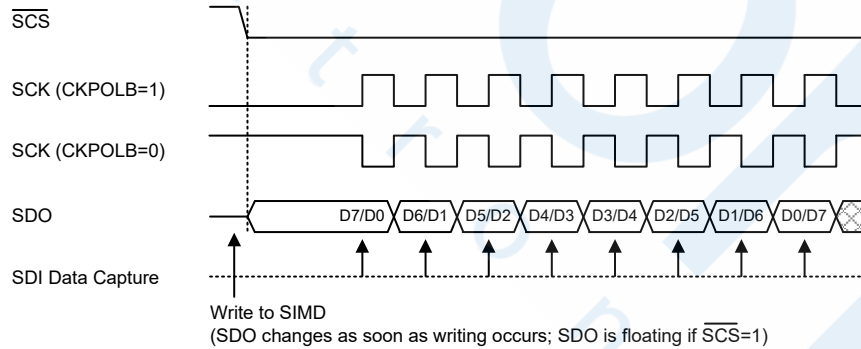 SCS
SCK (CKPOLB=1)
SCK (CKPOLB=0)
SDO
D7/D0 D6/D1 D5/D2 D4/D3 D3/D4 D2/D5 D1/D6 D0/D7
SDI Data Capture
Write to SIMD
(SDO changes as soon as writing occurs; SDO is floating if SCS=1)